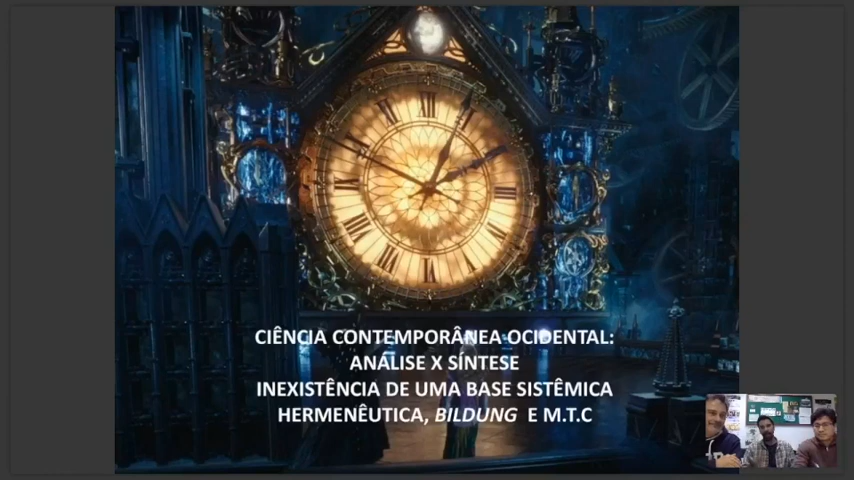 CIÊNCIA CONTEMPORÂNEA OCIDENTAL:
ANÁLISE X SÍNTESE
INEXISTÊNCIA DE UMA BASE SISTÊMICA
HERMENÊUTICA, BILDUNG E M.T.C